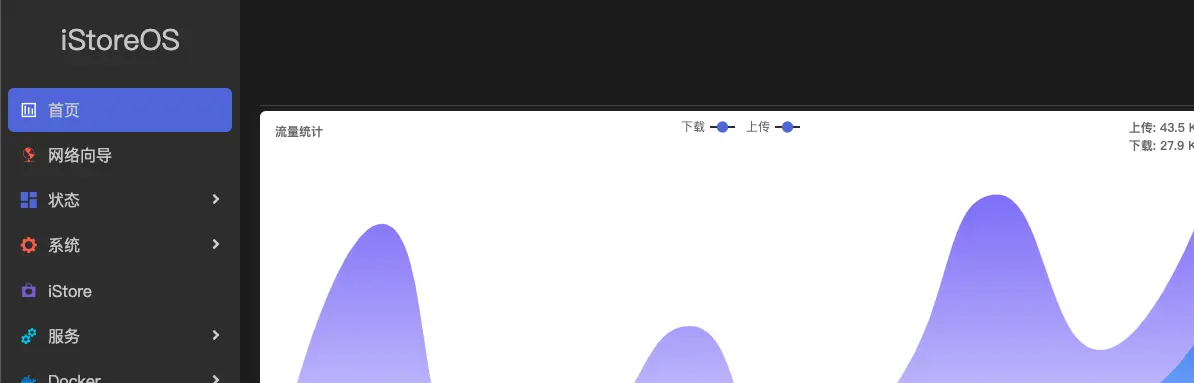 iStoreOS
首页
网络向导
状态
系统
iStore
服务
Docker
流量统计
下载 上传
上传: 43.5 K
下载: 27.9 K